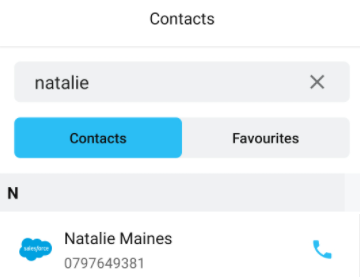 Contacts
natalie
Contacts
Favourites
N
salesforce
Natalie Maines
0797649381